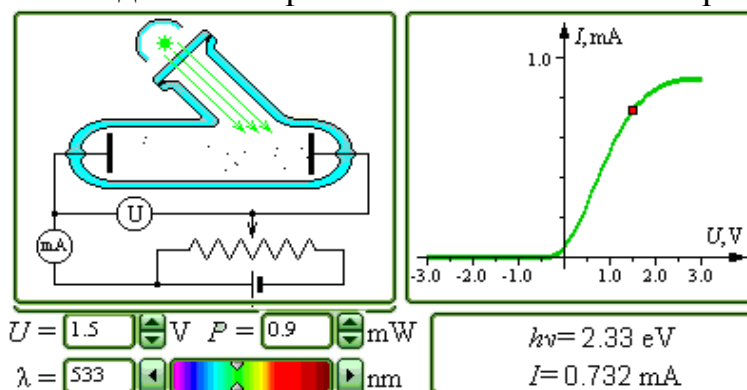 I, mA
1.0
U
mA
U, V
-3.0 -2.0 -1.0 1.0 2.0 3.0
U = 1.5 V P = 0.9 mW
λ = 533 nm
hν = 2.33 eV
I = 0.732 mA